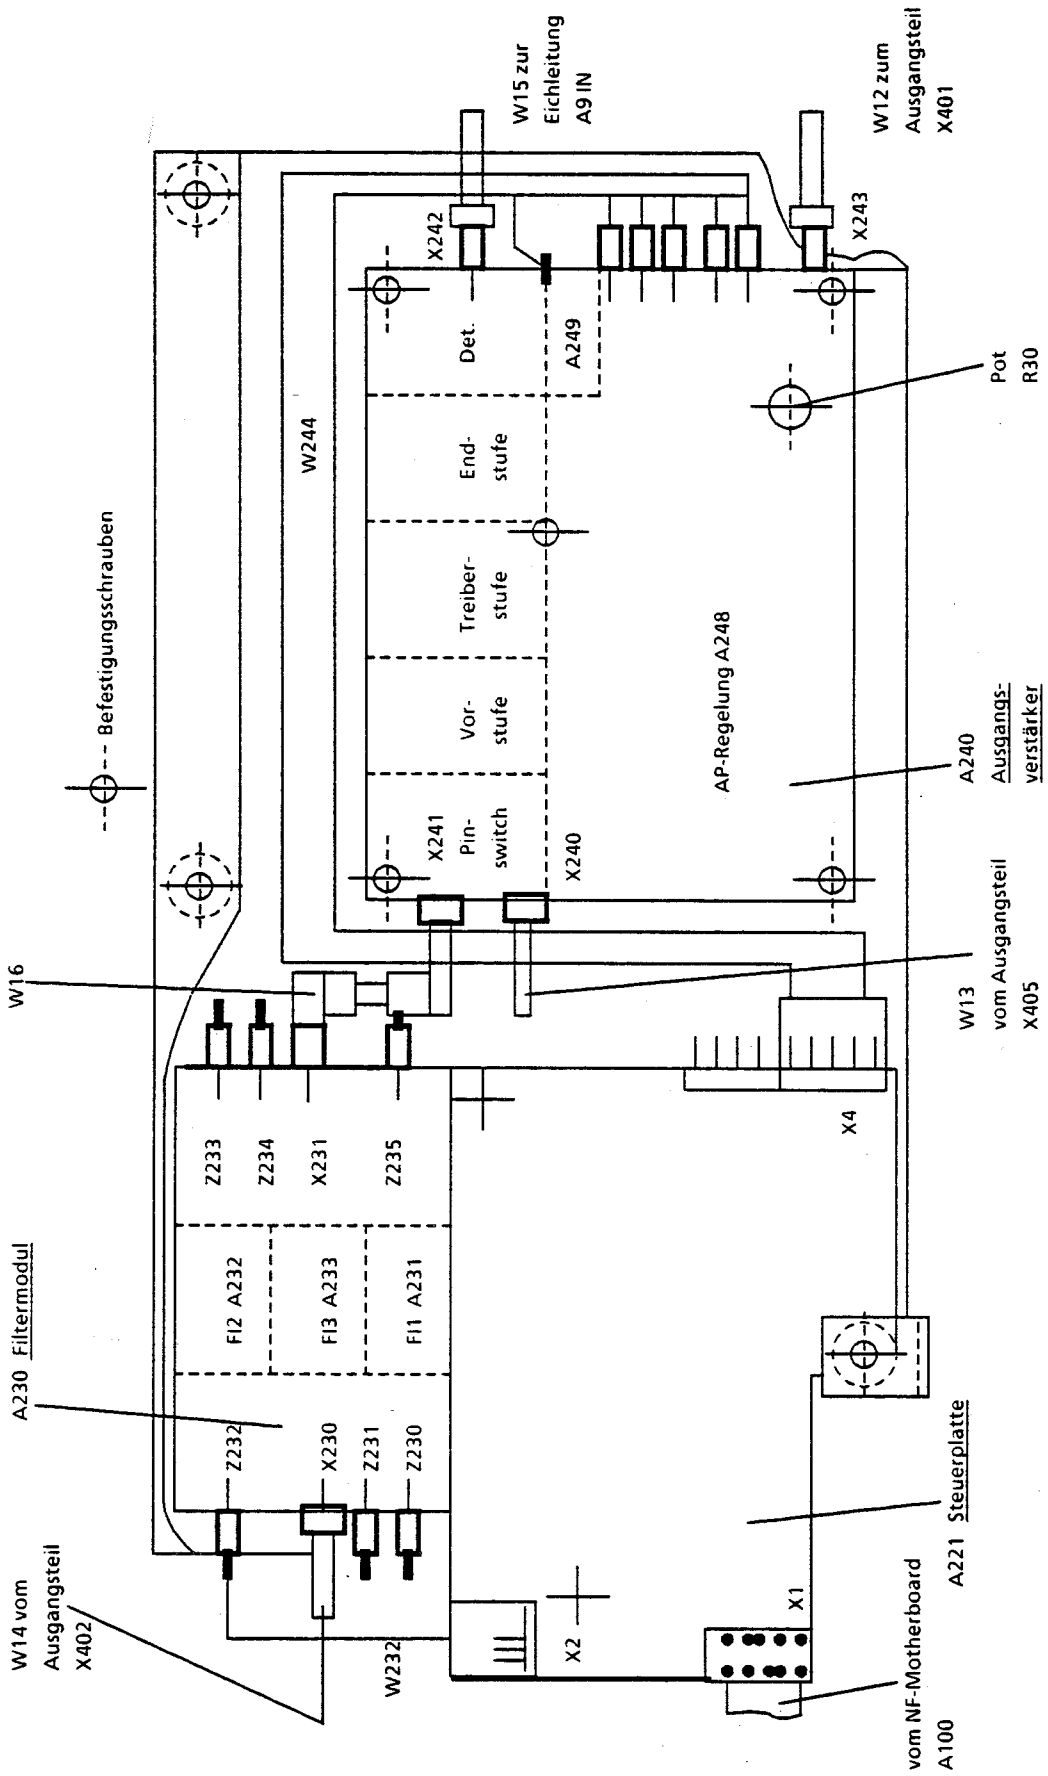 W14 vom
Ausgangsteil
X402
A230 Filtermodul
W16
Befestigungsschrauben
W244
W15 zur
Eichleitung
A9 IN
W12 zum
Ausgangsteil
X401
W232
Z232
X230
Z231
Z230
FI2 A232
FI3 A233
FI1 A231
Z233
Z234
X231
Z235
X241
Pin-
switch
X240
Vor-
stufe
Treiber-
stufe
End-
stufe
Det.
A249
X242
X243
AP-Regelung A248
X2
X1
X4
vom NF-Motherboard
A100
A221 Steuerplatte
W13
vom Ausgangsteil
X405
A240 Ausgangs-
verstärker
Pot
R30